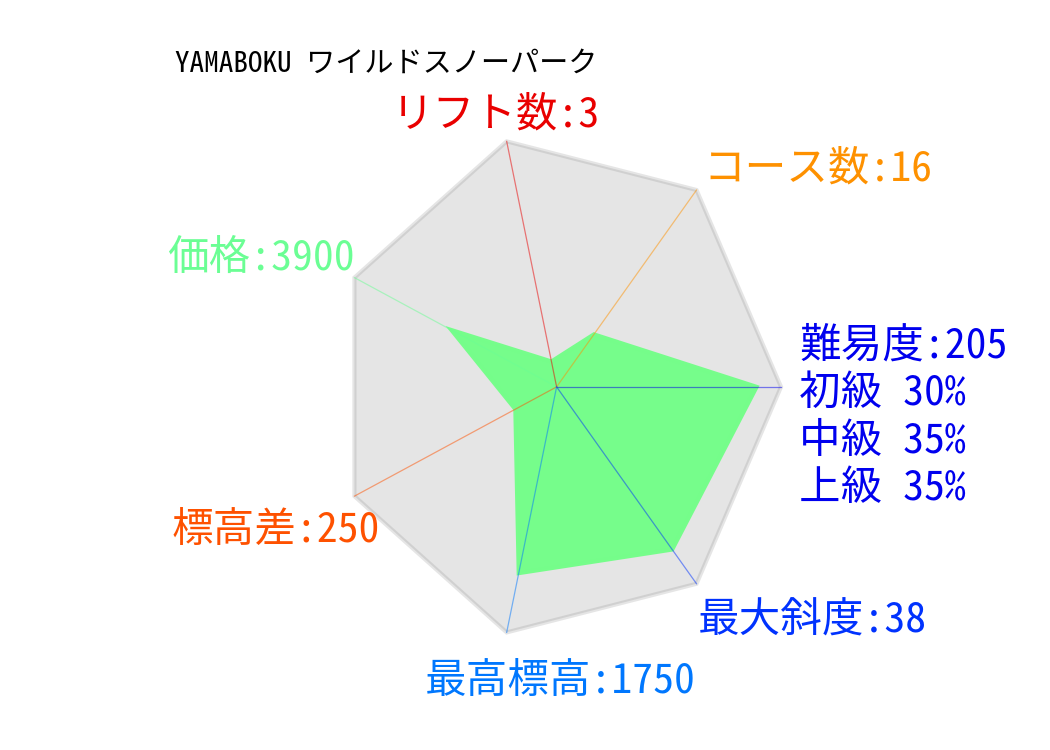 YAMABOKU ワイルドスノーパーク
リフト数:3
コース数:16
価格:3900
難易度:205
初級 30%
中級 35%
上級 35%
標高差:250
最大斜度:38
最高標高:1750